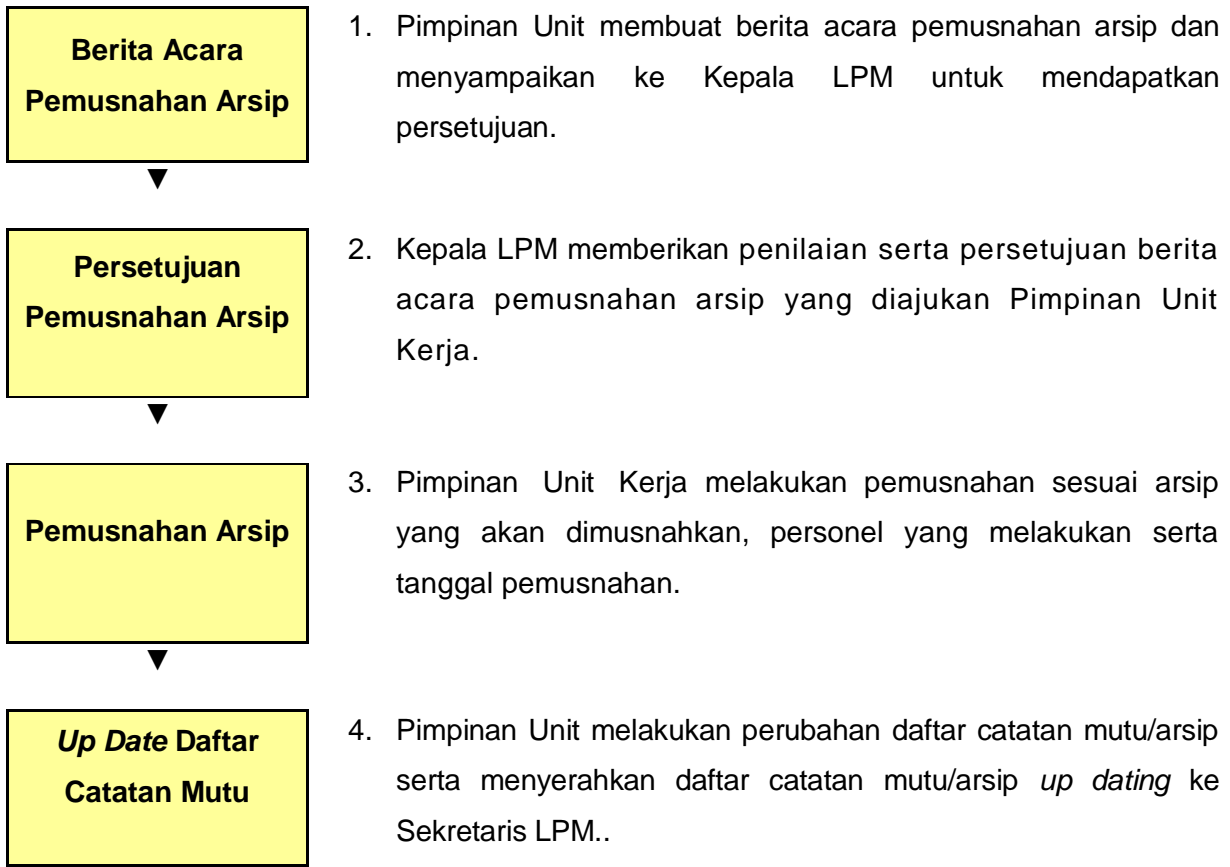 Berita Acara
Pemusnahan Arsip
1. Pimpinan Unit membuat berita acara pemusnahan arsip dan
menyampaikan ke Kepala LPM untuk mendapatkan
persetujuan.
▼
Persetujuan
Pemusnahan Arsip
2. Kepala LPM memberikan penilaian serta persetujuan berita
acara pemusnahan arsip yang diajukan Pimpinan Unit
Kerja.
▼
Pemusnahan Arsip
3. Pimpinan Unit Kerja melakukan pemusnahan sesuai arsip
yang akan dimusnahkan, personel yang melakukan serta
tanggal pemusnahan.
▼
Up Date Daftar
Catatan Mutu
4. Pimpinan Unit melakukan perubahan daftar catatan mutu/arsip
serta menyerahkan daftar catatan mutu/arsip up dating ke
Sekretaris LPM..